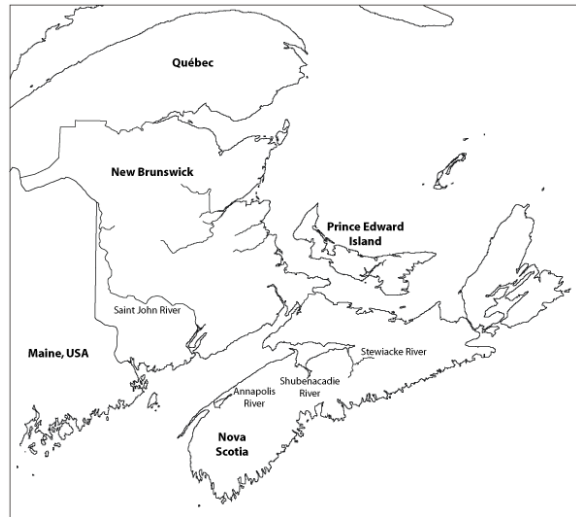 Québec
New Brunswick
Prince Edward
Island
Saint John River
Maine, USA
Stewiacke River
Shubenacadie
River
Annapolis
River
Nova
Scotia